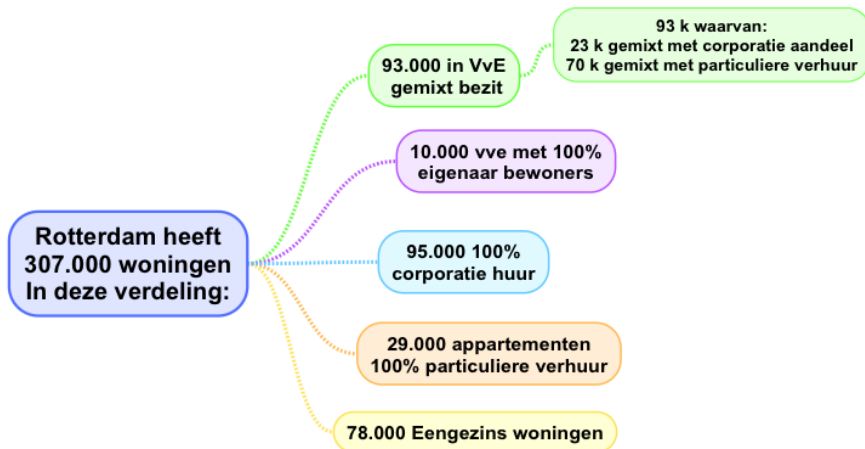 Rotterdam heeft
307.000 woningen
In deze verdeling:
93.000 in VvE
gemixt bezit
93 k waarvan:
23 k gemixt met corporatie aandeel
70 k gemixt met particuliere verhuur
10.000 vve met 100%
eigenaar bewoners
95.000 100%
corporatie huur
29.000 appartementen
100% particuliere verhuur
78.000 Eengezins woningen